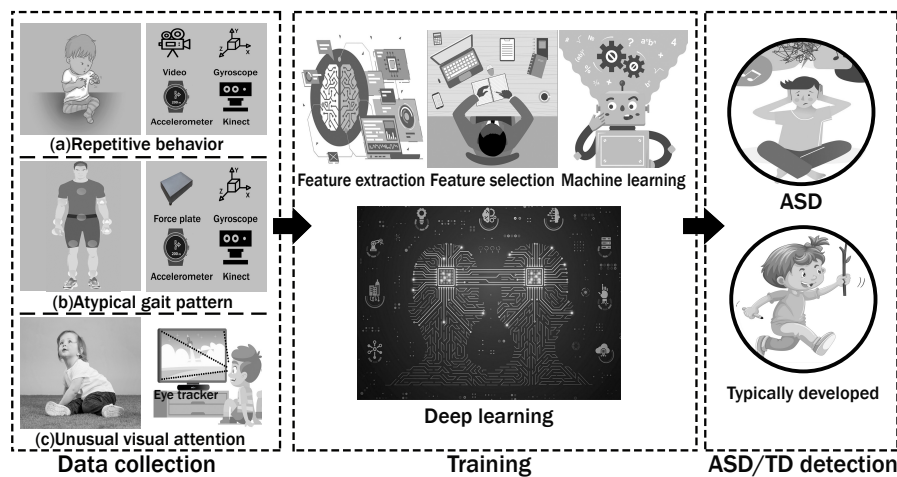 Video
Gyroscope
Accelerometer
Kinect
(a)Repetitive behavior
Force plate
Gyroscope
Accelerometer
Kinect
(b)Atypical gait pattern
Eye tracker
(c)Unusual visual attention
Data collection
Feature extraction
Feature selection
Machine learning
Deep learning
Training
ASD
Typically developed
ASD/TD detection